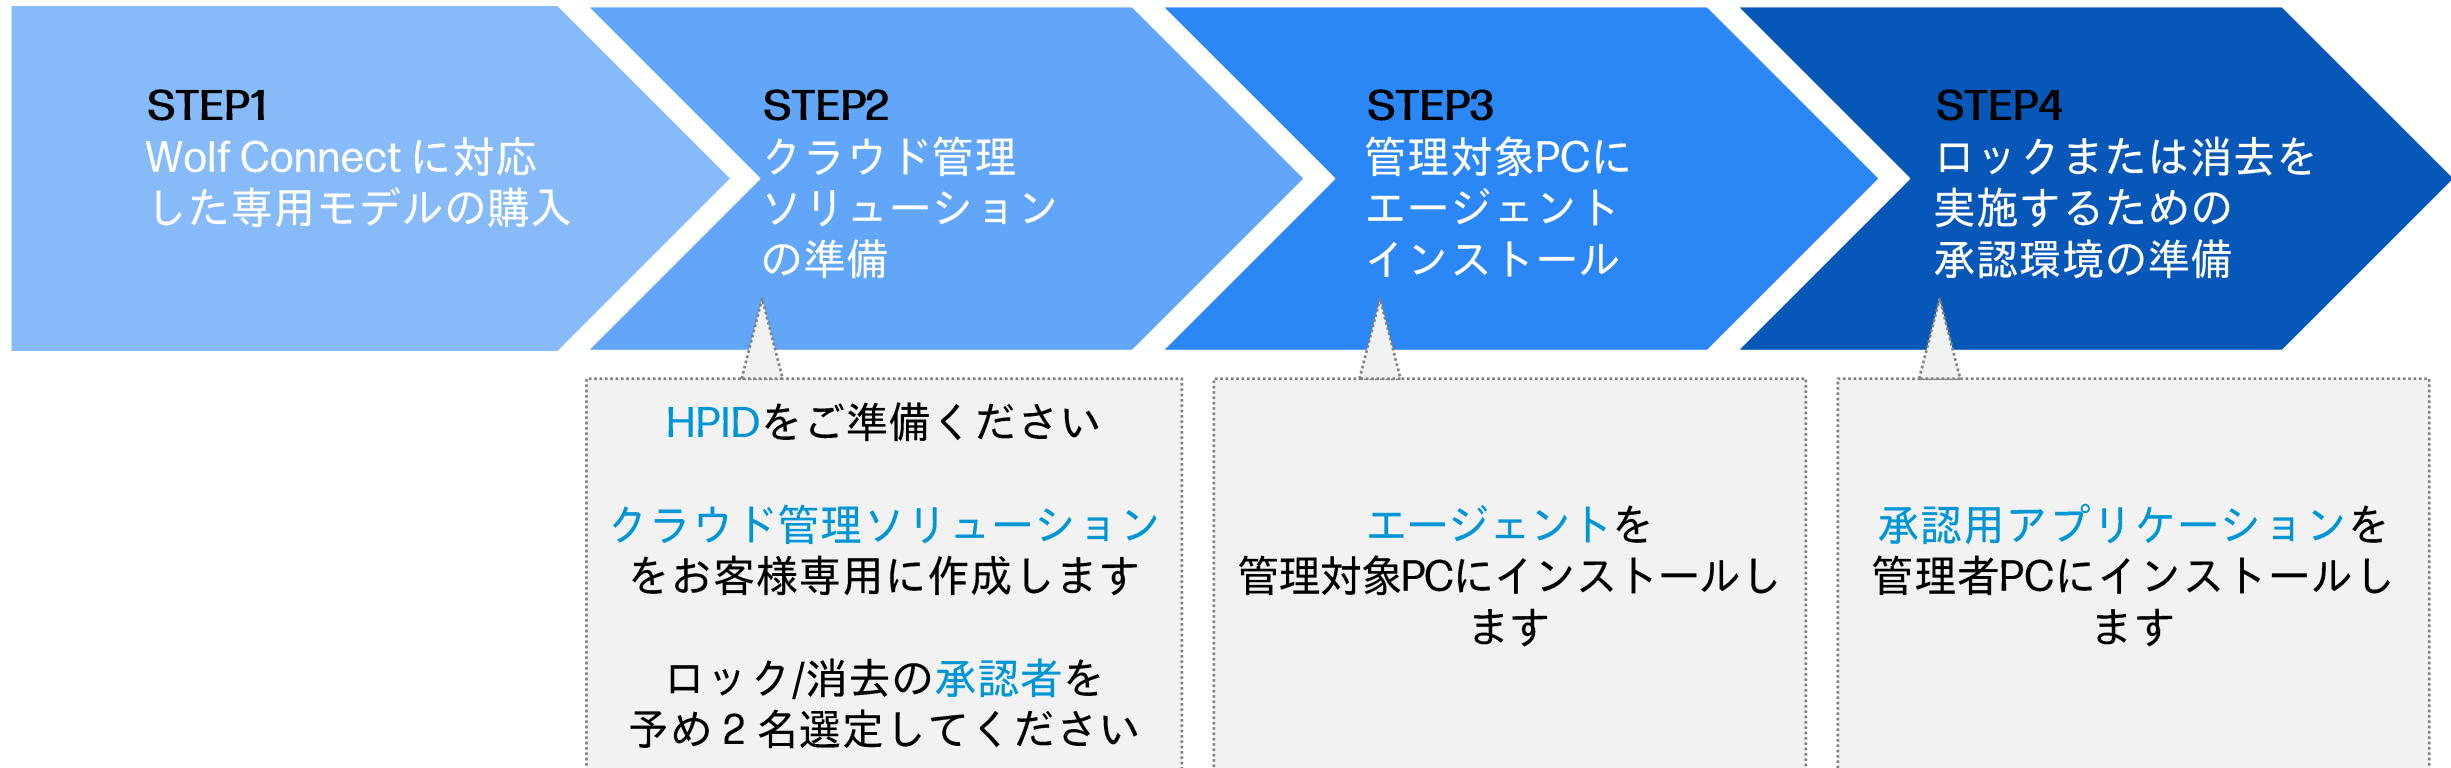 STEP1
Wolf Connect に対応
した専用モデルの購入
STEP2
クラウド管理
ソリューション
の準備
STEP3
管理対象PCに
エージェント
インストール
STEP4
ロックまたは消去を
実施するための
承認環境の準備
HPIDをご準備ください
クラウド管理ソリューション
をお客様専用に作成します
ロック/消去の承認者を
予め2名選定してください
エージェントを
管理対象PCにインストールし
ます
承認用アプリケーションを
管理者PCにインストールし
ます